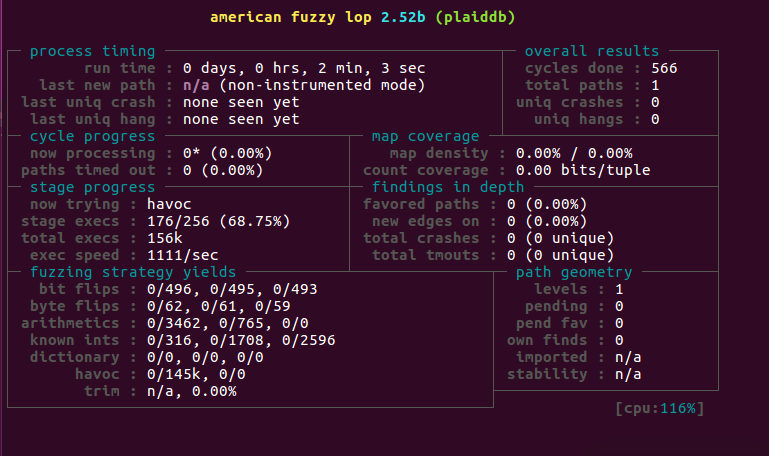 american fuzzy lop 2.52b (plaiddb)
process timing overall results
run time : 0 days, 0 hrs, 2 min, 3 sec cycles done : 566
last new path : n/a (non-instrumented mode) total paths : 1
last uniq crash : none seen yet uniq crashes : 0
last uniq hang : none seen yet uniq hangs : 0
cycle progress map coverage
now processing : 0* (0.00%) map density : 0.00% / 0.00%
paths timed out : 0 (0.00%) count coverage : 0.00 bits/tuple
stage progress findings in depth
now trying : havoc favored paths : 0 (0.00%)
stage execs : 176/256 (68.75%) new edges on : 0 (0.00%)
total execs : 156k total crashes : 0 (0 unique)
exec speed : 1111/sec total tmouts : 0 (0 unique)
fuzzing strategy yields path geometry
bit flips : 0/496, 0/495, 0/493 levels : 1
byte flips : 0/62, 0/61, 0/59 pending : 0
arithmetics : 0/3462, 0/765, 0/0 pend fav : 0
known ints : 0/316, 0/1708, 0/2596 own finds : 0
dictionary : 0/0, 0/0, 0/0 imported : n/a
havoc : 0/145k, 0/0 stability : n/a
trim : n/a, 0.00%
[cpu:116%]